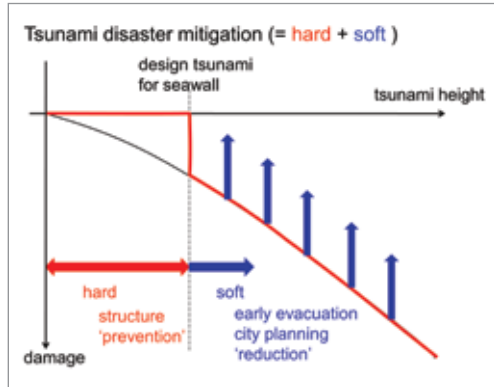 Tsunami disaster mitigation (= hard + soft )
design tsunami
for seawall
tsunami height
hard
structure
'prevention'
soft
early evacuation
city planning
'reduction'
damage